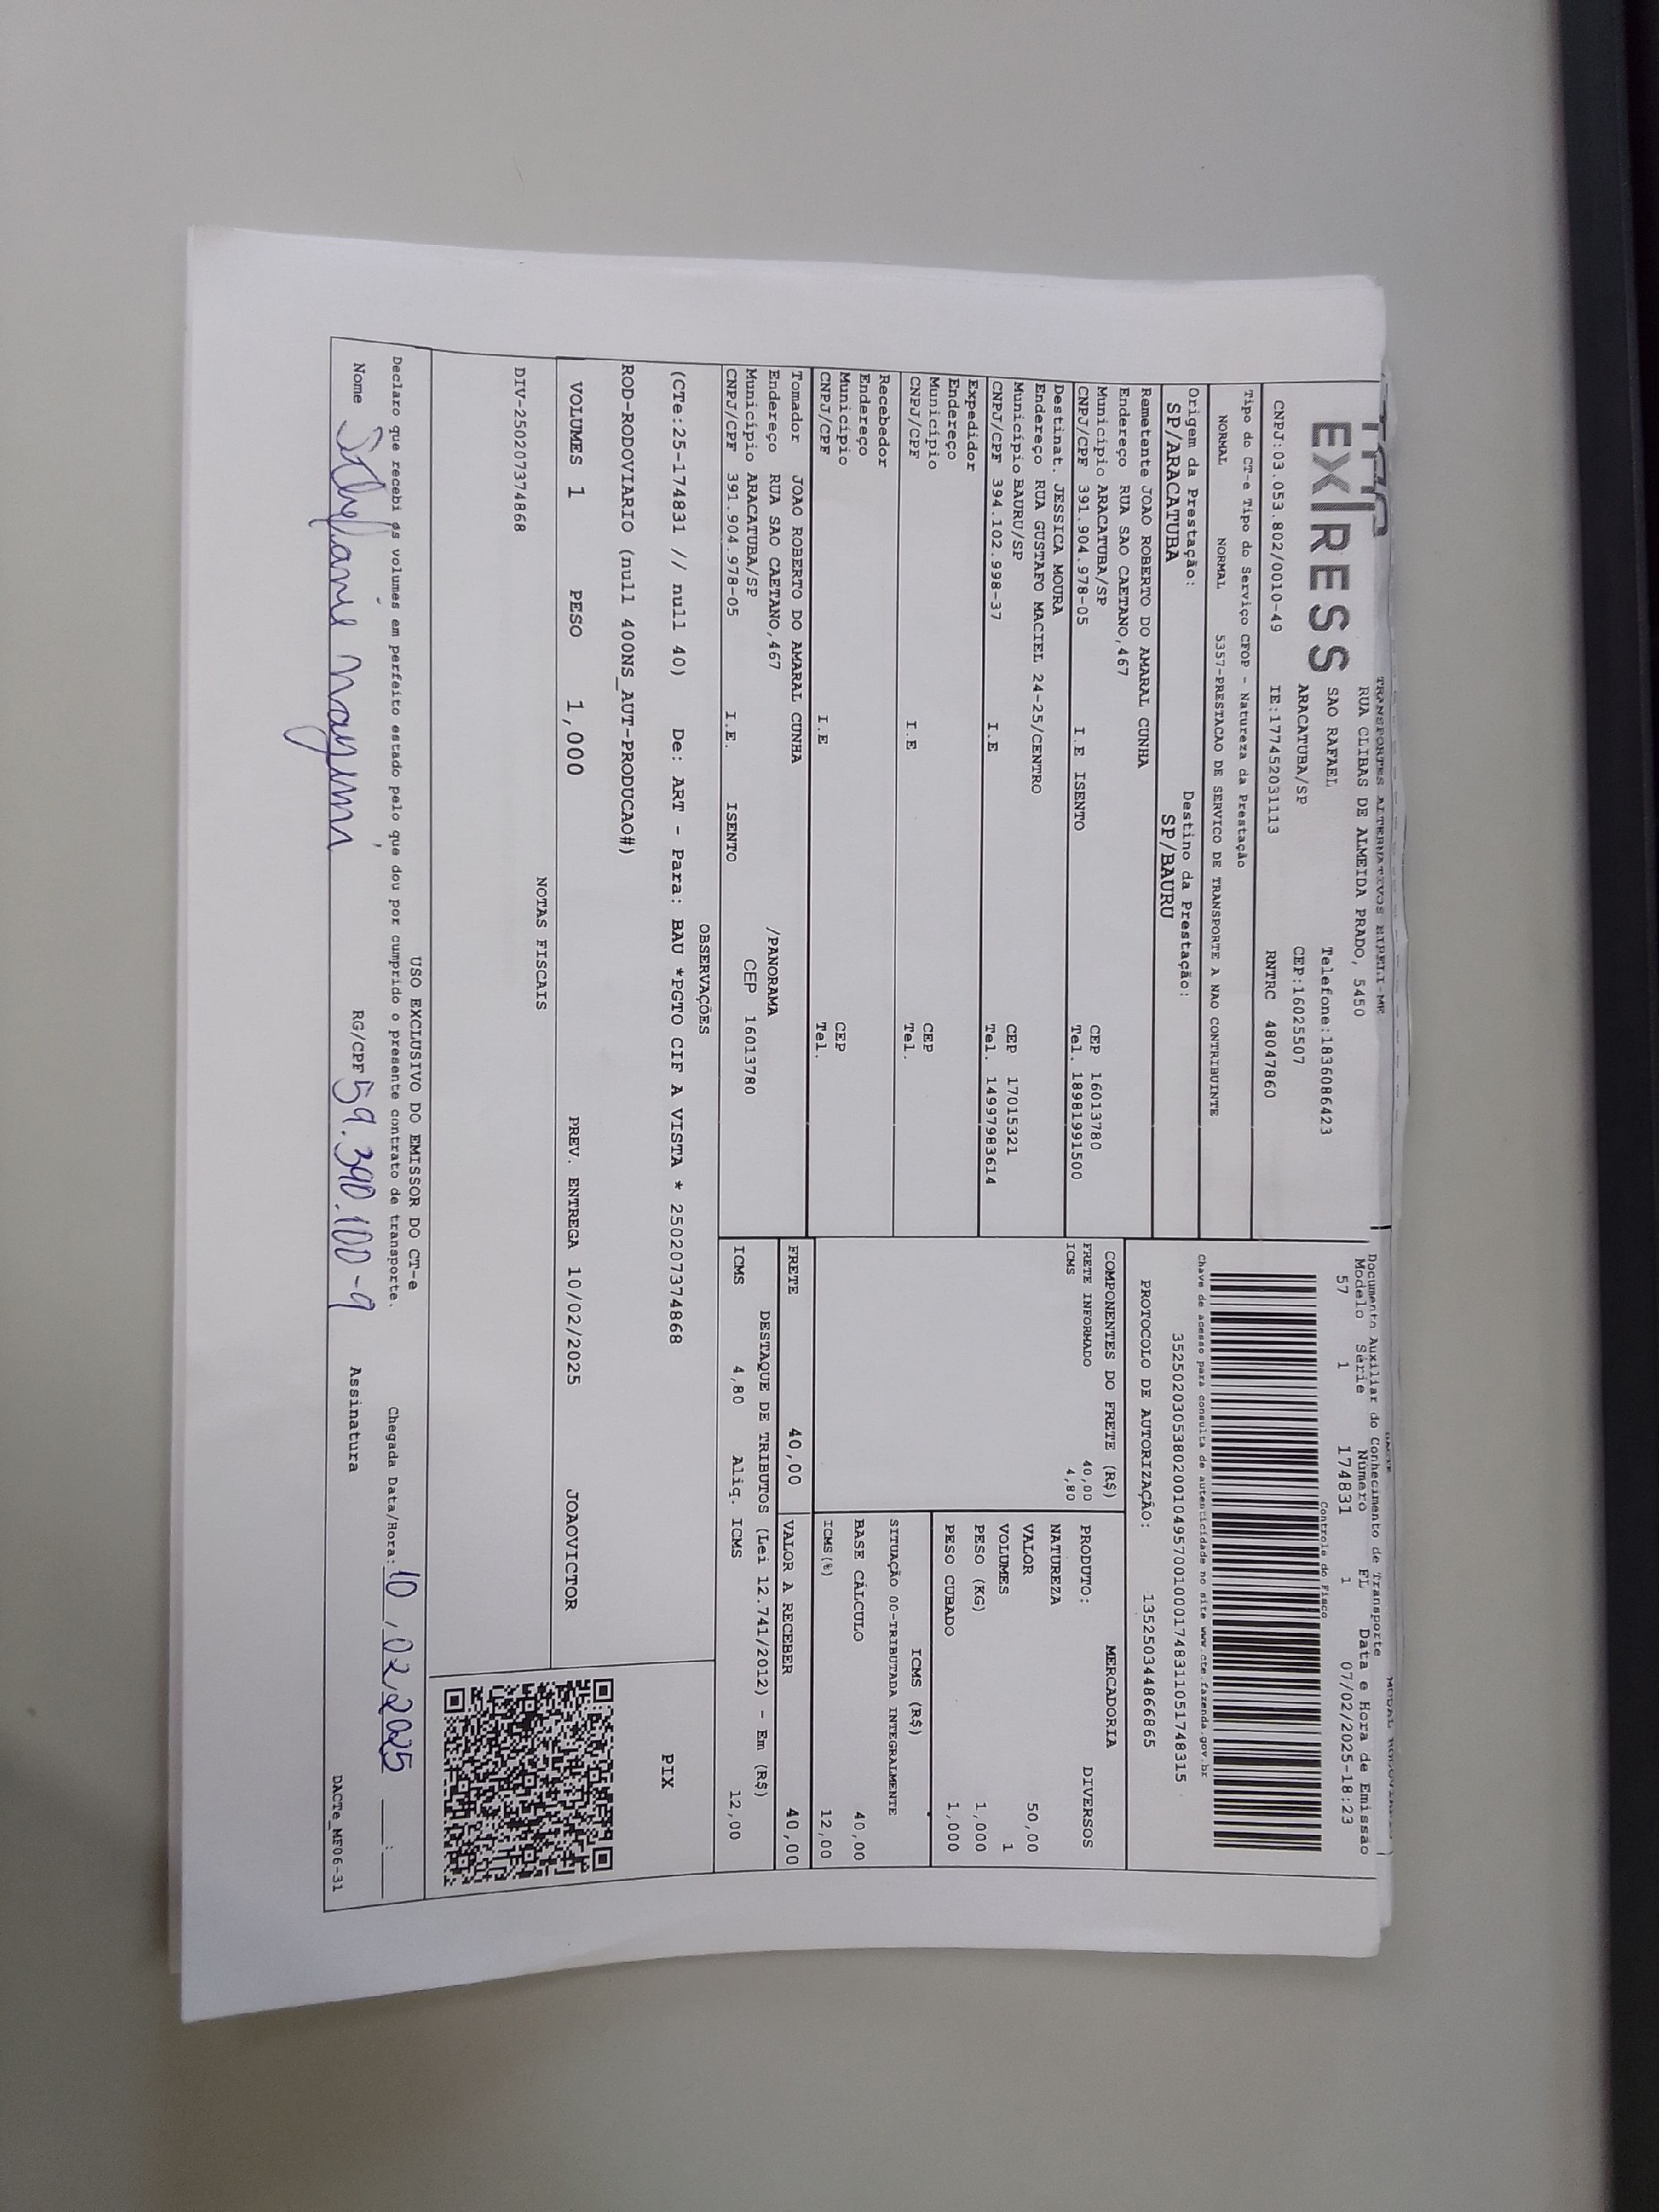 EXPRESS
TRANSPORTES ALTERNATIVOS EIRELI-ME
RUA CLIBAS DE ALMEIDA PRADO, 5450
SAO RAFAEL Telefone:1836086423
ARACATUBA/SP CEP:16025507
CNPJ:03.053.802/0010-49 IE:177452031113 RNTRC 48047860
Documento Auxiliar do Conhecimento de Transporte
Modelo Série Número FL Data e Hora de Emissão
57 1 174831 1 07/02/2025-18:23
Controle do Fisco
Chave de acesso para consulta de autenticidade no site www.cte.fazenda.gov.br
35250203053802001049570010001748311051748315
PROTOCOLO DE AUTORIZAÇÃO: 135250344866865
Tipo do CT-e Tipo do Serviço CFOP - Natureza da Prestação
NORMAL NORMAL 5357-PRESTACAO DE SERVICO DE TRANSPORTE A NAO CONTRIBUINTE
Origem da Prestação: Destino da Prestação:
SP/ARACATUBA SP/BAURU
Remetente JOAO ROBERTO DO AMARAL CUNHA
Endereço RUA SAO CAETANO,467
Município ARACATUBA/SP CEP 16013780
CNPJ/CPF 391.904.978-05 I.E ISENTO Tel. 18981991500
Destinat. JESSICA MOURA
Endereço RUA GUSTAFO MACIEL 24-25/CENTRO
Município BAURU/SP CEP 17015321
CNPJ/CPF 394.102.998-37 I.E Tel. 14997983614
Expedidor
Endereço
Município CEP
CNPJ/CPF I.E Tel.
Recebedor
Endereço
Município CEP
CNPJ/CPF I.E Tel.
Tomador JOAO ROBERTO DO AMARAL CUNHA
Endereço RUA SAO CAETANO,467 /PANORAMA
Município ARACATUBA/SP CEP 16013780
CNPJ/CPF 391.904.978-05 I.E. ISENTO
COMPONENTES DO FRETE (R$)
FRETE INFORMADO 40,00
ICMS 4,80
MERCADORIA
PRODUTO: DIVERSOS
NATUREZA
VALOR 50,00
VOLUMES 1
PESO (KG) 1,000
PESO CUBADO 1,000
ICMS (R$)
SITUAÇÃO 00-TRIBUTADA INTEGRALMENTE
BASE CÁLCULO 40,00
ICMS(%) 12,00
FRETE 40,00 VALOR A RECEBER 40,00
DESTAQUE DE TRIBUTOS (Lei 12.741/2012) - Em (R$)
ICMS 4,80 Aliq. ICMS 12,00
OBSERVAÇÕES
(CTe:25-174831 // null 40) De: ART - Para: BAU *PGTO CIF A VISTA * 250207374868
ROD-RODOVIARIO (null 400NS_AUT-PRODUCAO#)
PIX
VOLUMES 1 PESO 1,000 PREV. ENTREGA 10/02/2025 JOAOVICTOR
NOTAS FISCAIS
DIV-250207374868
USO EXCLUSIVO DO EMISSOR DO CT-e
Declaro que recebi os volumes em perfeito estado pelo que dou por cumprido o presente contrato de transporte. Chegada Data/Hora: 10/02/2025 __:__
Nome RG/CPF 59.390.100-9 Assinatura
DACTe_MF06-31